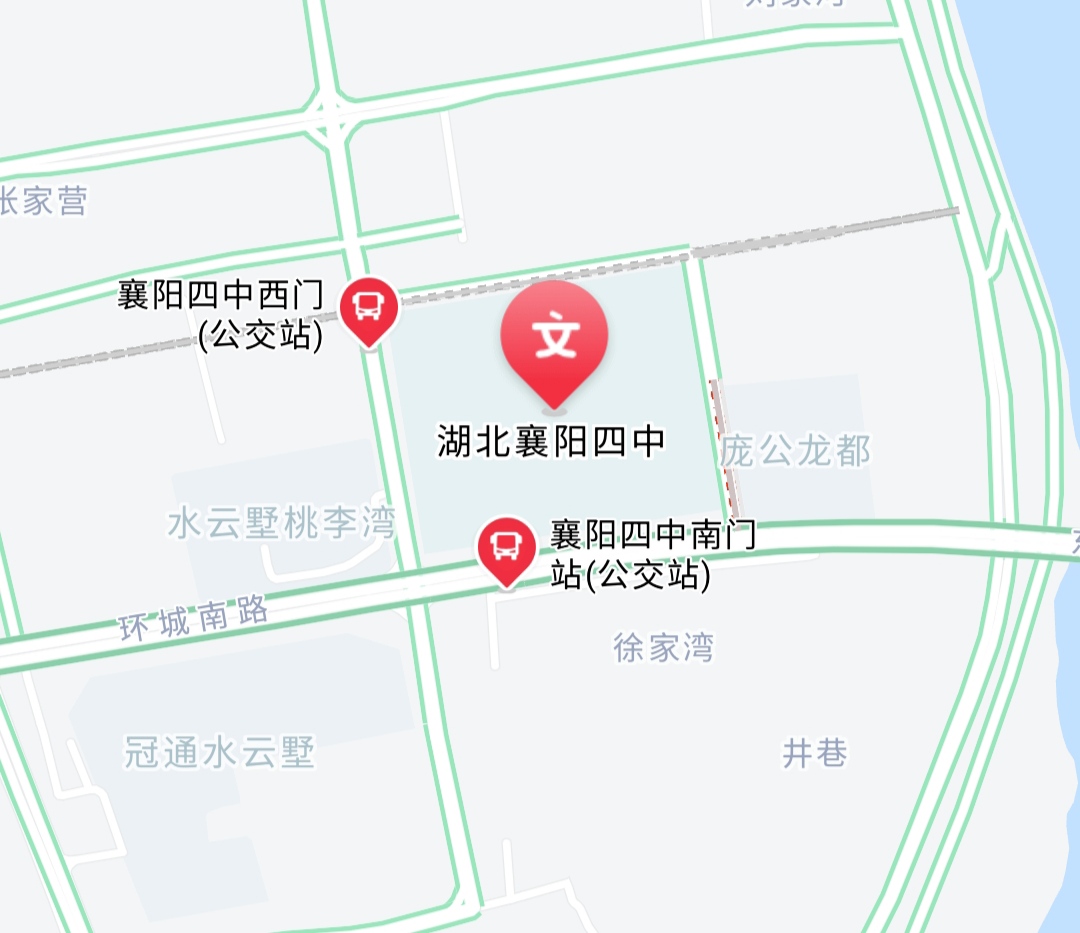 张家营
襄阳四中西门
(公交站)
文
湖北襄阳四中
庞公龙都
水云墅桃李湾
襄阳四中南门
站(公交站)
环城南路
徐家湾
冠通水云墅
井巷